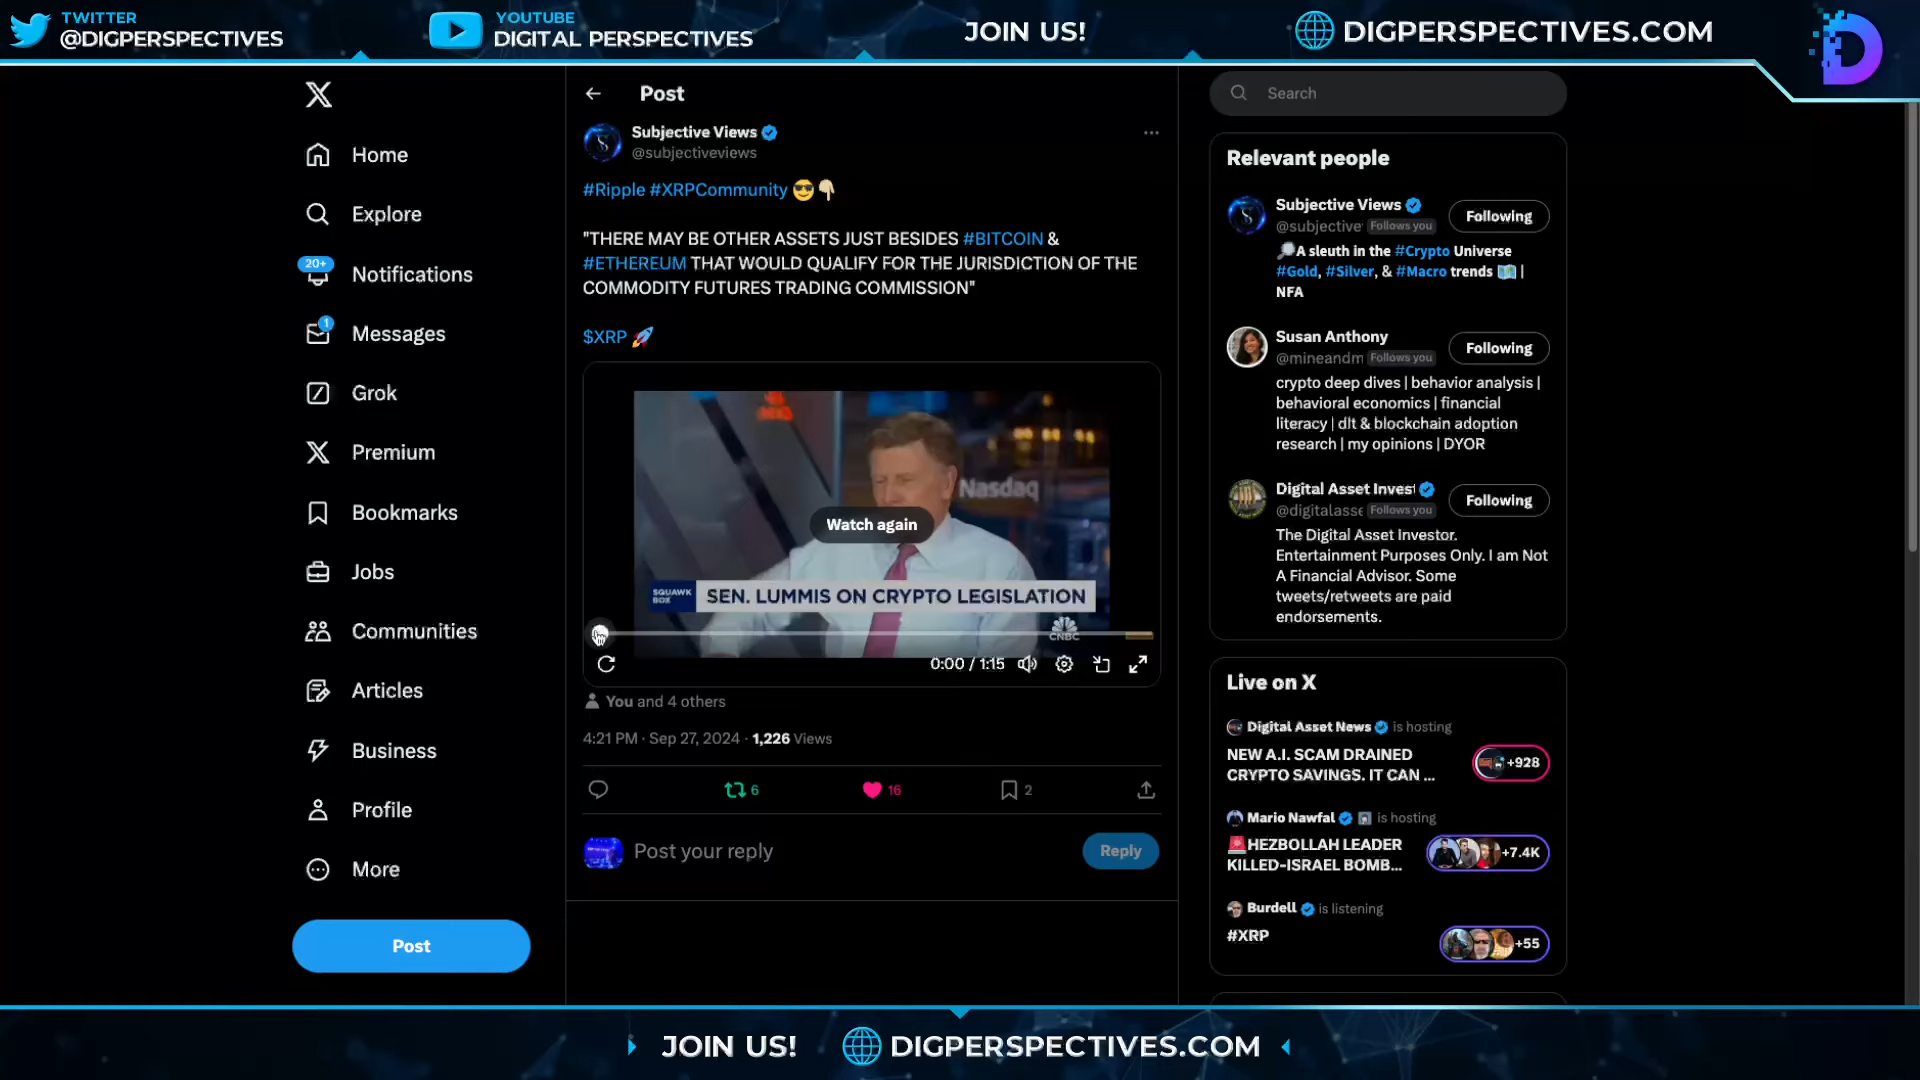 TWITTER
@DIGPERSPECTIVES
YOUTUBE
DIGITAL PERSPECTIVES
JOIN US!
DIGPERSPECTIVES.COM
Home
Explore
20+
Notifications
1
Messages
Grok
Premium
Bookmarks
Jobs
Communities
Articles
Business
Profile
More
Post
Post
Subjective Views
@subjectiveviews
#Ripple #XRPCommunity 😎👇🏼
"THERE MAY BE OTHER ASSETS JUST BESIDES #BITCOIN &
#ETHEREUM THAT WOULD QUALIFY FOR THE JURISDICTION OF THE
COMMODITY FUTURES TRADING COMMISSION"
$XRP 🚀
Nasdaq
Watch again
SQUAWK BOX
SEN. LUMMIS ON CRYPTO LEGISLATION
CNBC
0:00 / 1:15
You and 4 others
4:21 PM · Sep 27, 2024 · 1,226 Views
6
16
2
Post your reply
Reply
Search
Relevant people
Subjective Views
@subjective Follows you
Following
🔎A sleuth in the #Crypto Universe
#Gold, #Silver, & #Macro trends 🗺️ |
NFA
Susan Anthony
@mineandm Follows you
Following
crypto deep dives | behavior analysis |
behavioral economics | financial
literacy | dlt & blockchain adoption
research | my opinions | DYOR
Digital Asset Invest
@digitalasse Follows you
Following
The Digital Asset Investor.
Entertainment Purposes Only. I am Not
A Financial Advisor. Some
tweets/retweets are paid
endorsements.
Live on X
Digital Asset News is hosting
NEW A.I. SCAM DRAINED
CRYPTO SAVINGS. IT CAN ...
+928
Mario Nawfal is hosting
🚨HEZBOLLAH LEADER
KILLED-ISRAEL BOMB...
+7.4K
Burdell is listening
#XRP
+55
JOIN US!
DIGPERSPECTIVES.COM